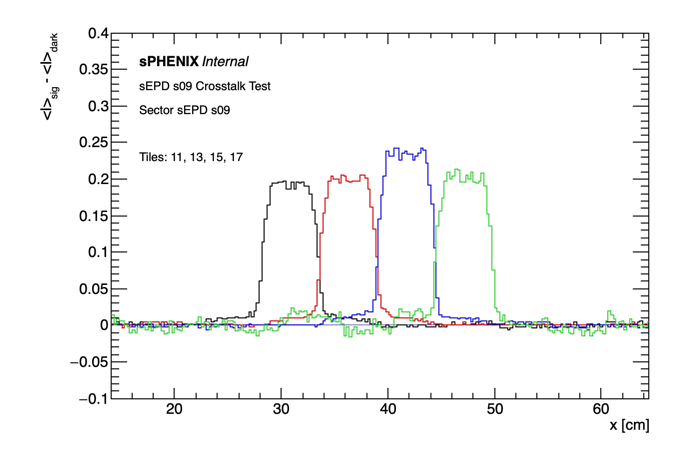 <I>sig - <I>dark
0.4
0.35
0.3
0.25
0.2
0.15
0.1
0.05
0
−0.05
−0.1
sPHENIX Internal
sEPD s09 Crosstalk Test
Sector sEPD s09
Tiles: 11, 13, 15, 17
20 30 40 50 60
x [cm]